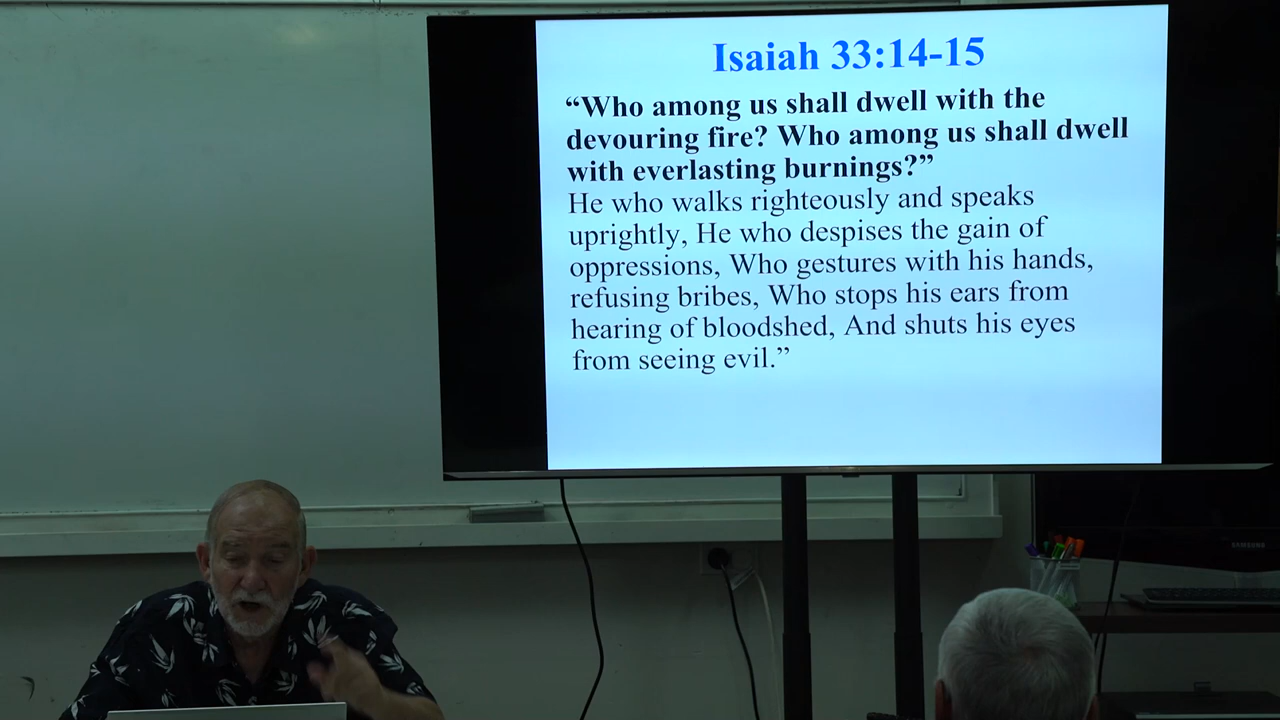 Isaiah 33:14-15
“Who among us shall dwell with the
devouring fire? Who among us shall dwell
with everlasting burnings?”
He who walks righteously and speaks
uprightly, He who despises the gain of
oppressions, Who gestures with his hands,
refusing bribes, Who stops his ears from
hearing of bloodshed, And shuts his eyes
from seeing evil.”
SAMSUNG